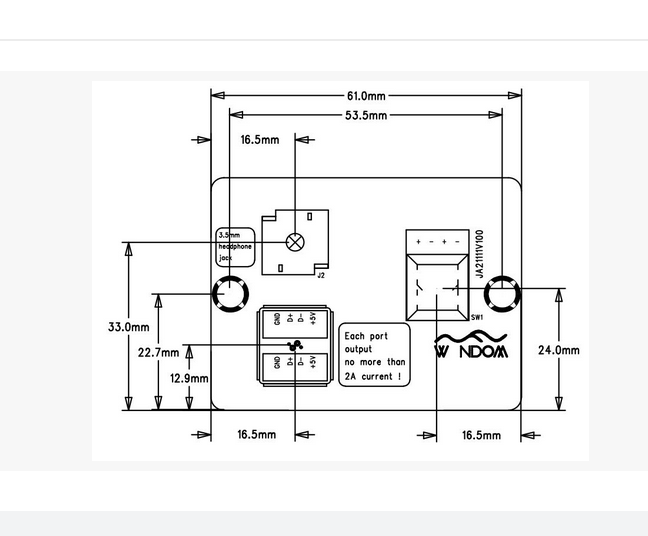 61.0mm
53.5mm
16.5mm
3.5mm
headphone
jack
J2
+ - + -
JA21111V100
SW1
GND
D+
D-
+5V
GND
D+
D-
+5V
Each port
output
no more than
2A current !
W NDOM
33.0mm
22.7mm
12.9mm
24.0mm
16.5mm
16.5mm